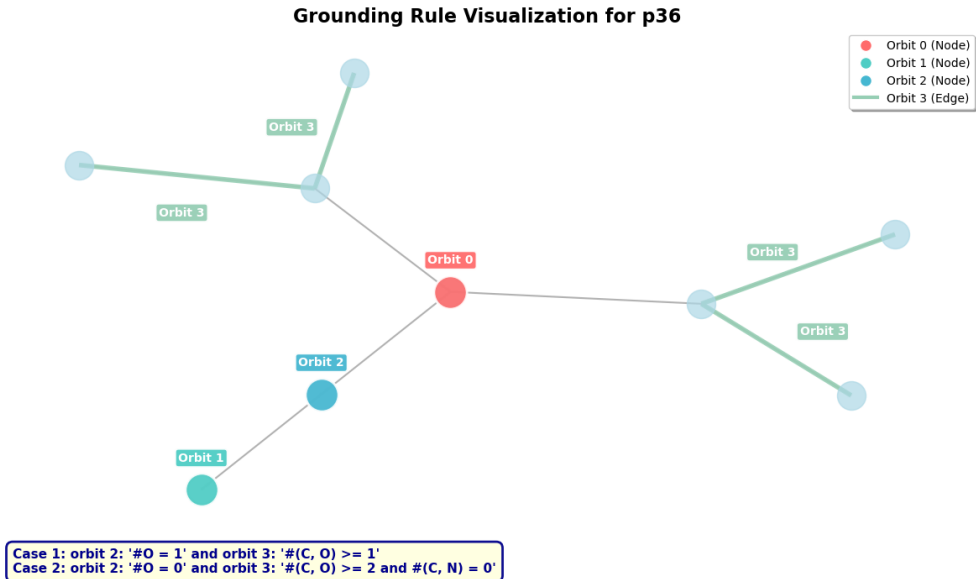 Grounding Rule Visualization for p36
Orbit 0 (Node)
Orbit 1 (Node)
Orbit 2 (Node)
Orbit 3 (Edge)
Orbit 3
Orbit 3
Orbit 3
Orbit 0
Orbit 3
Orbit 2
Orbit 1
Case 1: orbit 2: '#O = 1' and orbit 3: '#(C, O) >= 1'
Case 2: orbit 2: '#O = 0' and orbit 3: '#(C, O) >= 2 and #(C, N) = 0'